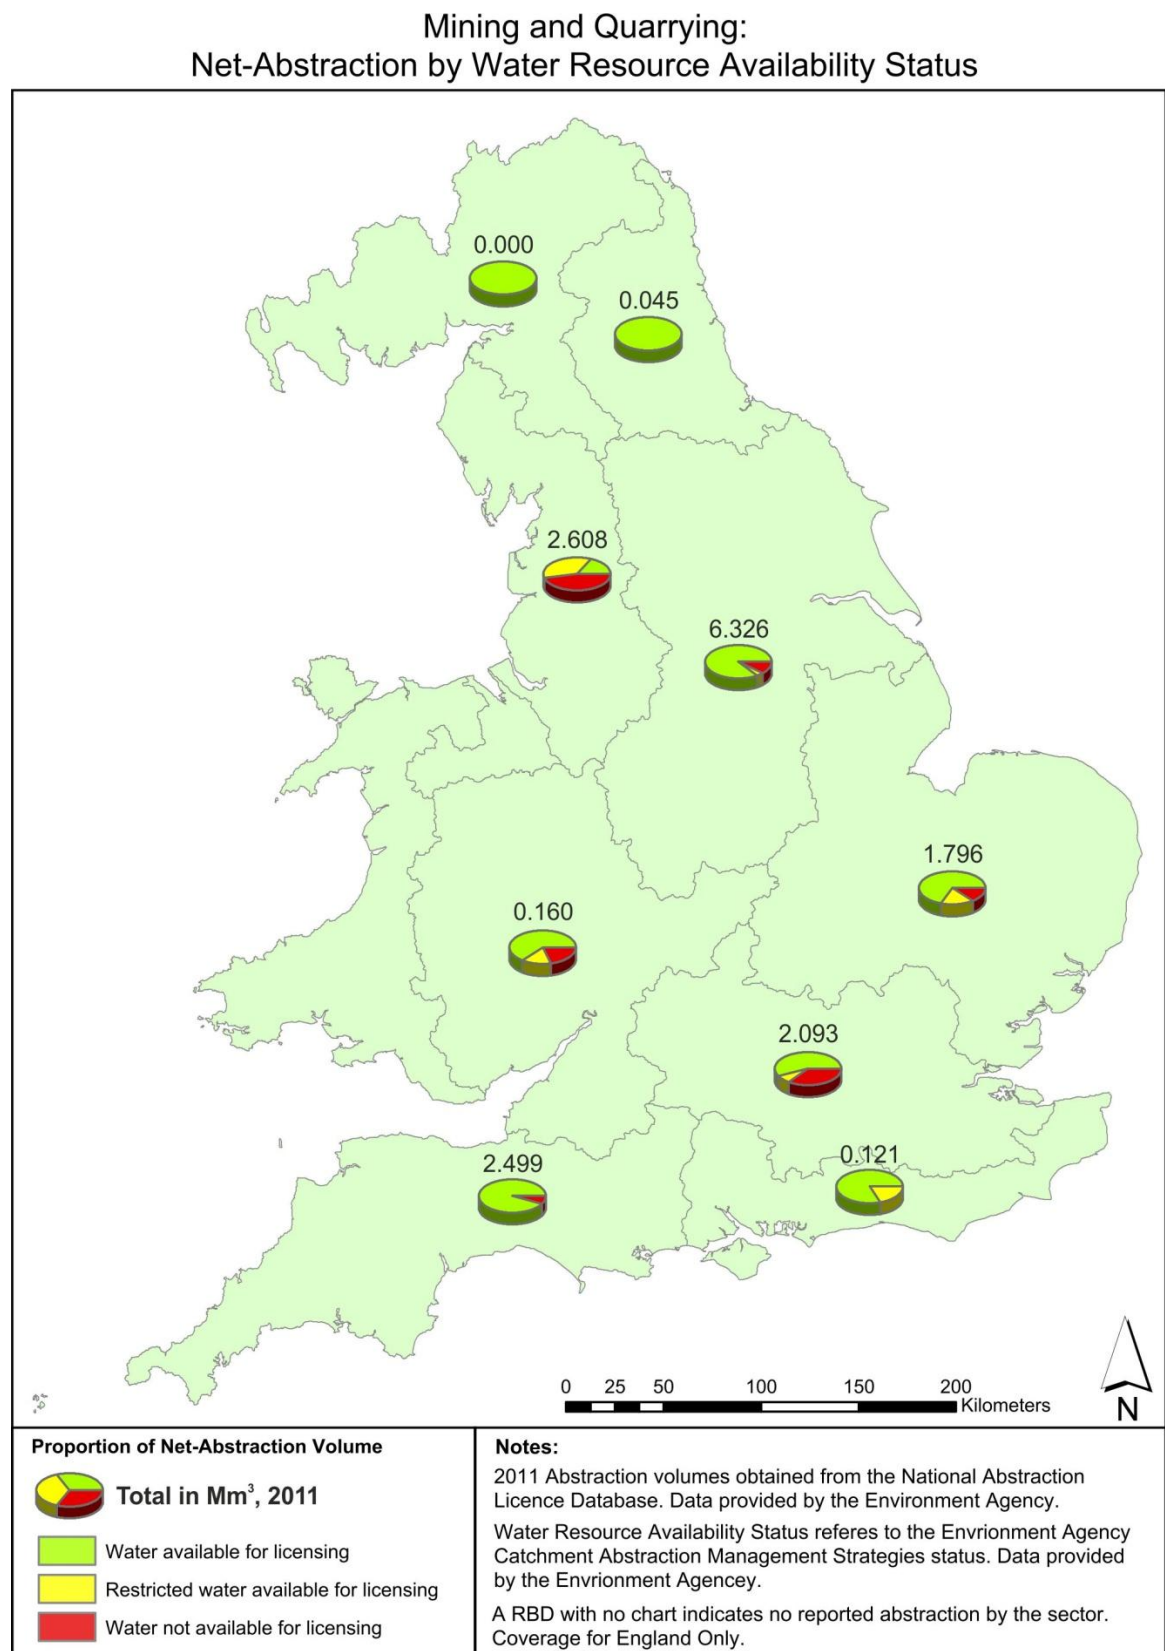 Mining and Quarrying:
Net-Abstraction by Water Resource Availability Status
0.000
0.045
2.608
6.326
1.796
0.160
2.093
0.121
2.499
0 25 50 100 150 200
Kilometers
N
Proportion of Net-Abstraction Volume
Total in Mm³, 2011
Water available for licensing
Restricted water available for licensing
Water not available for licensing
Notes:
2011 Abstraction volumes obtained from the National Abstraction
Licence Database. Data provided by the Environment Agency.
Water Resource Availability Status referes to the Envrionment Agency
Catchment Abstraction Management Strategies status. Data provided
by the Envrionment Agencey.
A RBD with no chart indicates no reported abstraction by the sector.
Coverage for England Only.